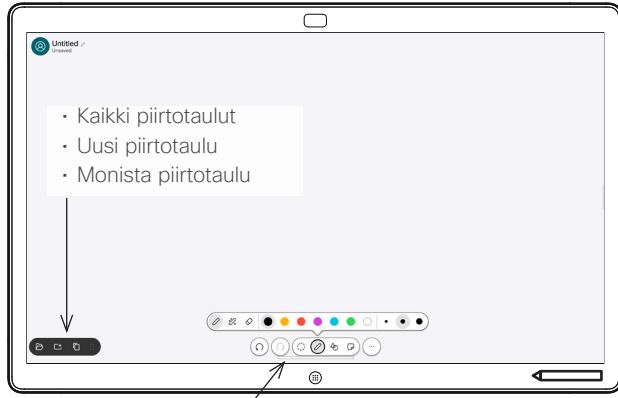 Untitled
Unsaved
· Kaikki piirtotaulut
· Uusi piirtotaulu
· Monista piirtotaulu